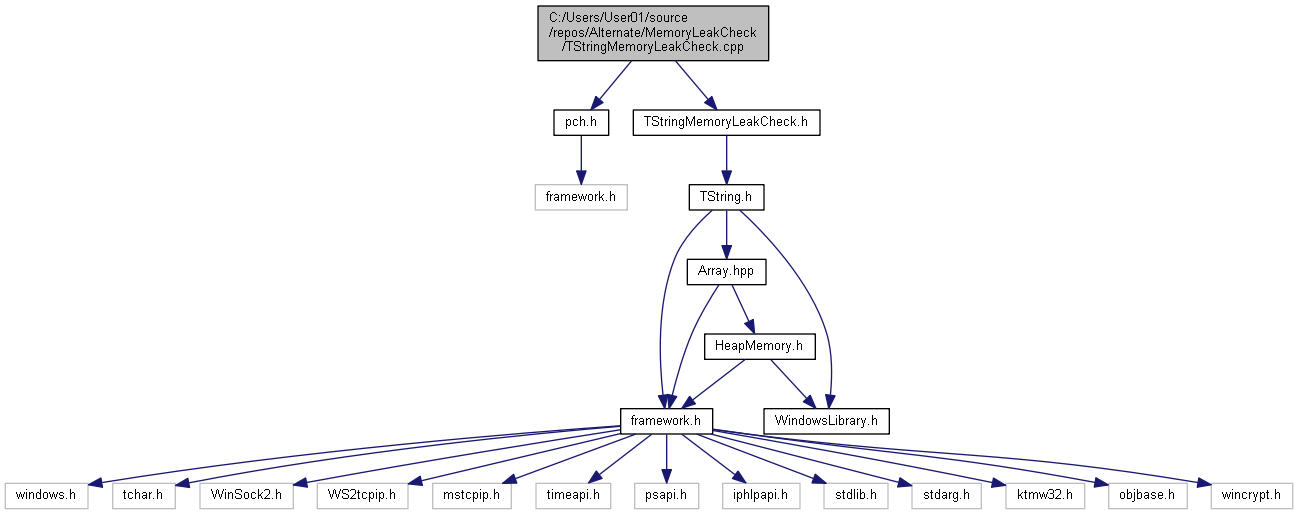 C:/Users/User01/source
/repos/Alternate/MemoryLeakCheck
/TStringMemoryLeakCheck.cpp
pch.h
TStringMemoryLeakCheck.h
framework.h
TString.h
Array.hpp
HeapMemory.h
framework.h
WindowsLibrary.h
windows.h
tchar.h
WinSock2.h
WS2tcpip.h
mstcpip.h
timeapi.h
psapi.h
iphlpapi.h
stdlib.h
stdarg.h
ktmw32.h
objbase.h
wincrypt.h